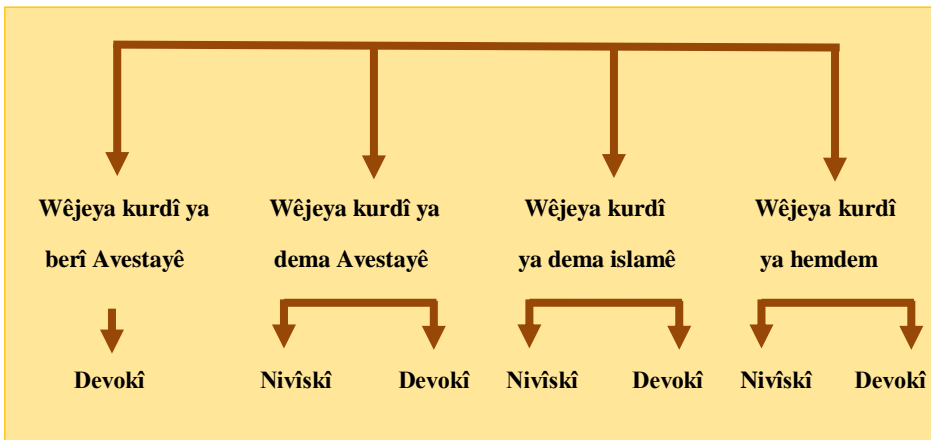 Wêjeya kurdî ya
berî Avestayê
Devokî
Wêjeya kurdî ya
dema Avestayê
Nivîskî
Devokî
Wêjeya kurdî
ya dema islamê
Nivîskî
Devokî
Wêjeya kurdî
ya hemdem
Nivîskî
Devokî